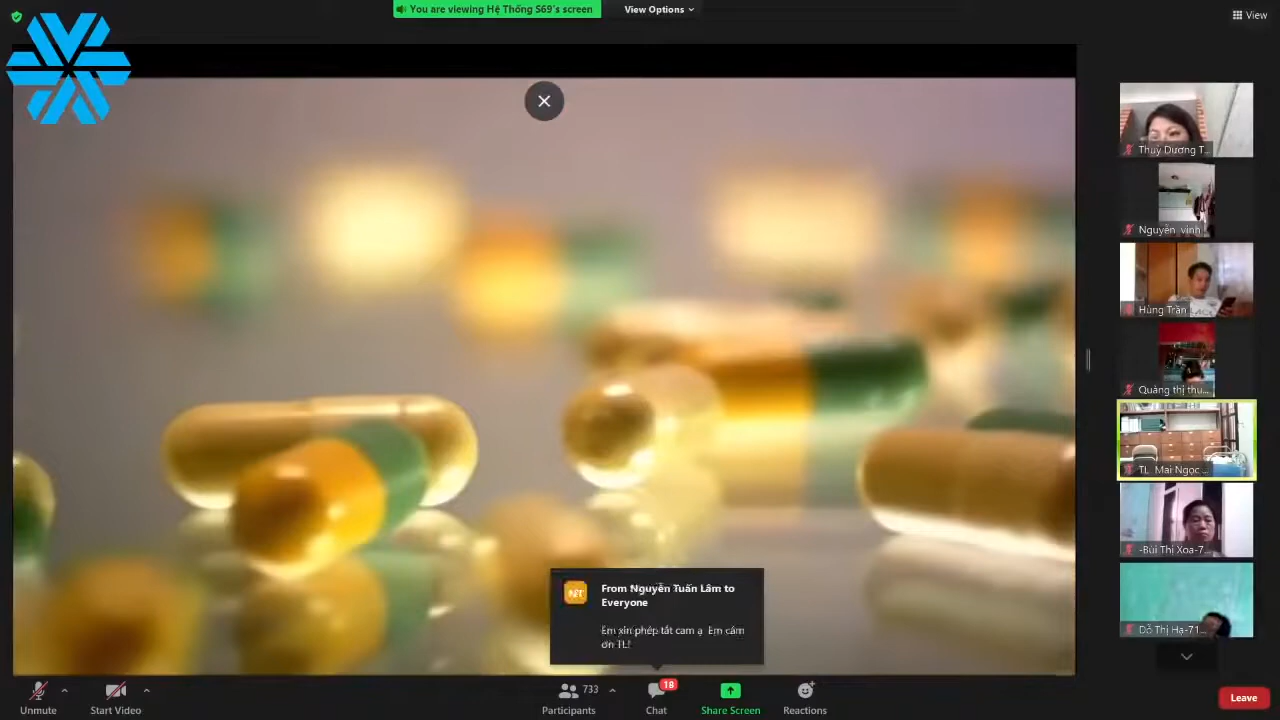 You are viewing Hệ Thống S69's screen
View Options
View
Thuỳ Dương T...
Nguyễn vinh
Hùng Trần
Quảng thị thu...
TL Mai Ngọc ...
-Bùi Thị Xoa-7...
Đỗ Thị Hạ-71...
From Nguyễn Tuấn Lâm to
Everyone
Em xin phép tắt cam ạ Em cám
ơn TL!
Unmute
Start Video
733
Participants
18
Chat
Share Screen
Reactions
Leave